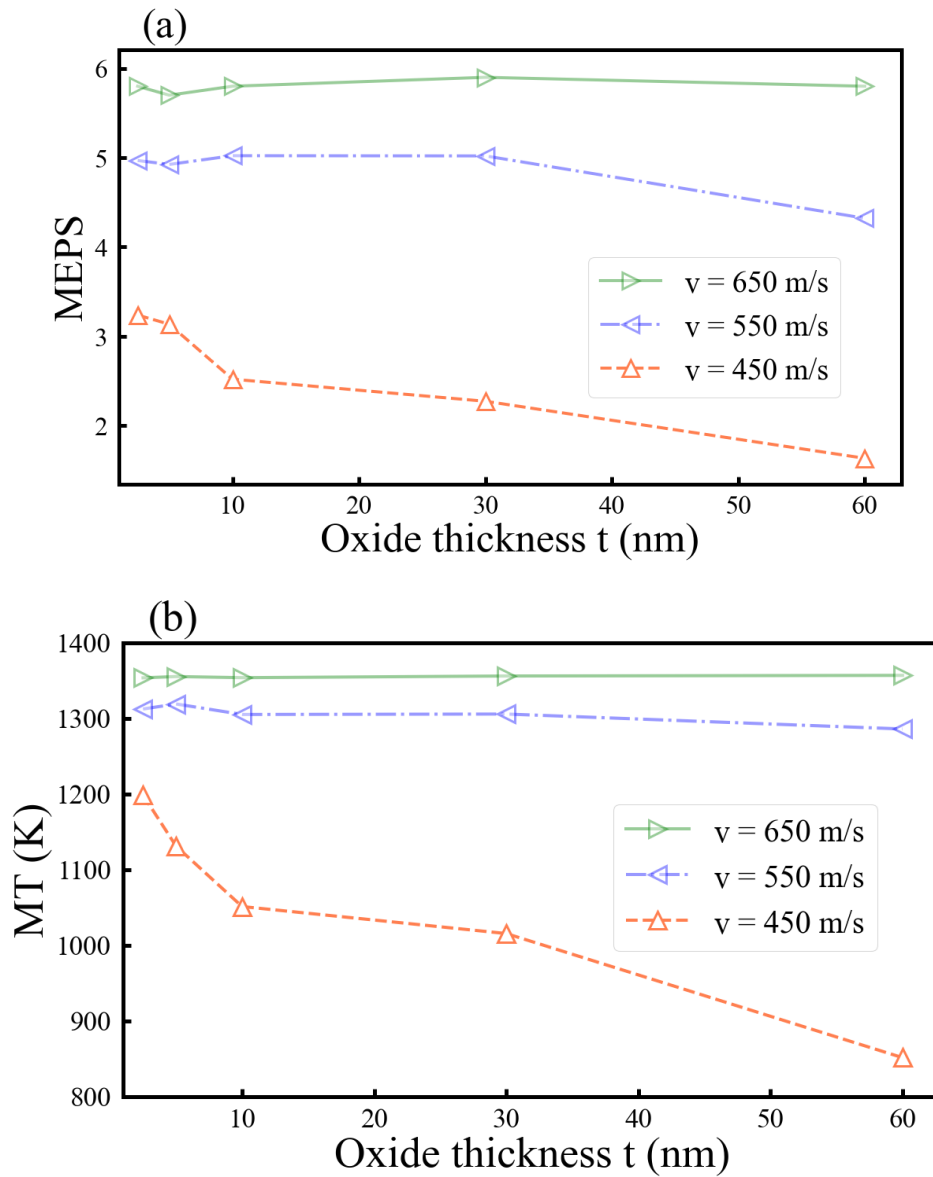 (a)
6
5
4
3
2
MEPS
v = 650 m/s
v = 550 m/s
v = 450 m/s
10 20 30 40 50 60
Oxide thickness t (nm)
(b)
1400
1300
1200
1100
1000
900
800
MT (K)
v = 650 m/s
v = 550 m/s
v = 450 m/s
10 20 30 40 50 60
Oxide thickness t (nm)